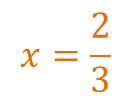 x = 2/3